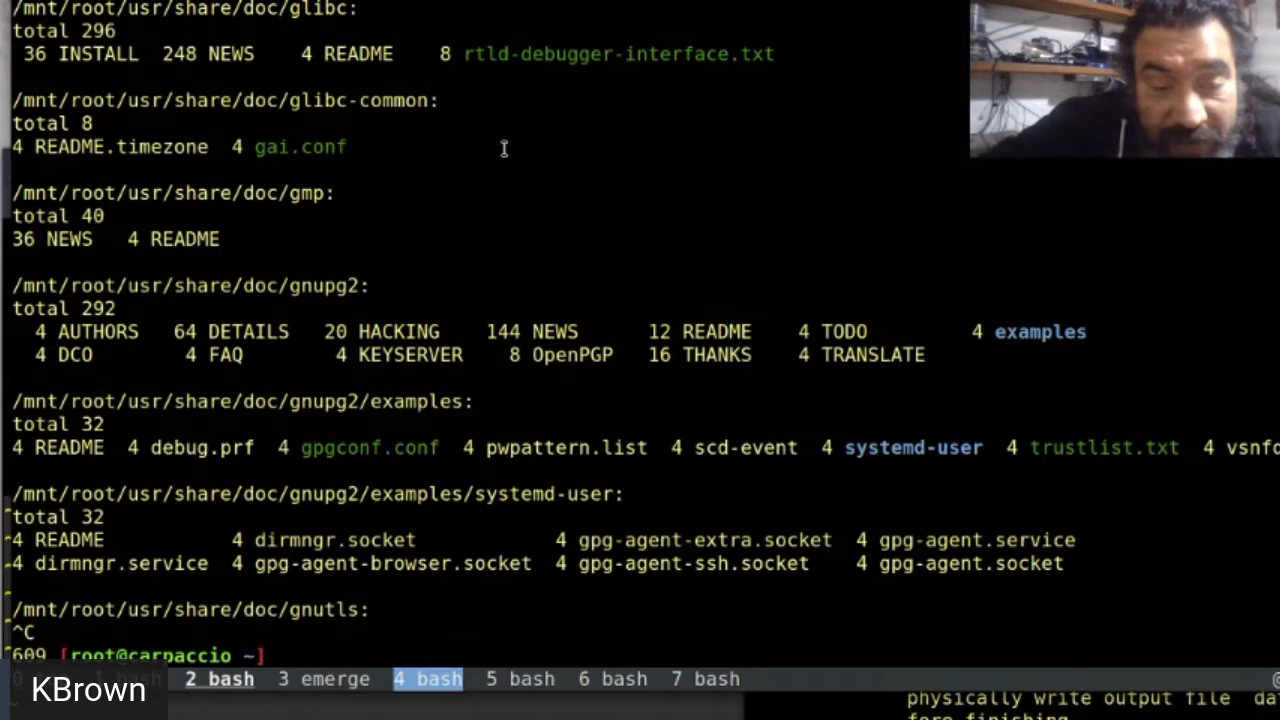 /mnt/root/usr/share/doc/glibc:
total 296
36 INSTALL 248 NEWS 4 README 8 rtld-debugger-interface.txt
/mnt/root/usr/share/doc/glibc-common:
total 8
4 README.timezone 4 gai.conf
/mnt/root/usr/share/doc/gmp:
total 40
36 NEWS 4 README
/mnt/root/usr/share/doc/gnupg2:
total 292
4 AUTHORS 64 DETAILS 20 HACKING 144 NEWS 12 README 4 TODO 4 examples
4 DCO 4 FAQ 4 KEYSERVER 8 OpenPGP 16 THANKS 4 TRANSLATE
/mnt/root/usr/share/doc/gnupg2/examples:
total 32
4 README 4 debug.prf 4 gpgconf.conf 4 pwpattern.list 4 scd-event 4 systemd-user 4 trustlist.txt 4 vsnfd
/mnt/root/usr/share/doc/gnupg2/examples/systemd-user:
total 32
4 README 4 dirmngr.socket 4 gpg-agent-extra.socket 4 gpg-agent.service
4 dirmngr.service 4 gpg-agent-browser.socket 4 gpg-agent-ssh.socket 4 gpg-agent.socket
/mnt/root/usr/share/doc/gnutls:
^C
609 [root@carpaccio ~]
1 bash 2 bash 3 emerge 4 bash 5 bash 6 bash 7 bash
KBrown
physically write output file da
fore finishing